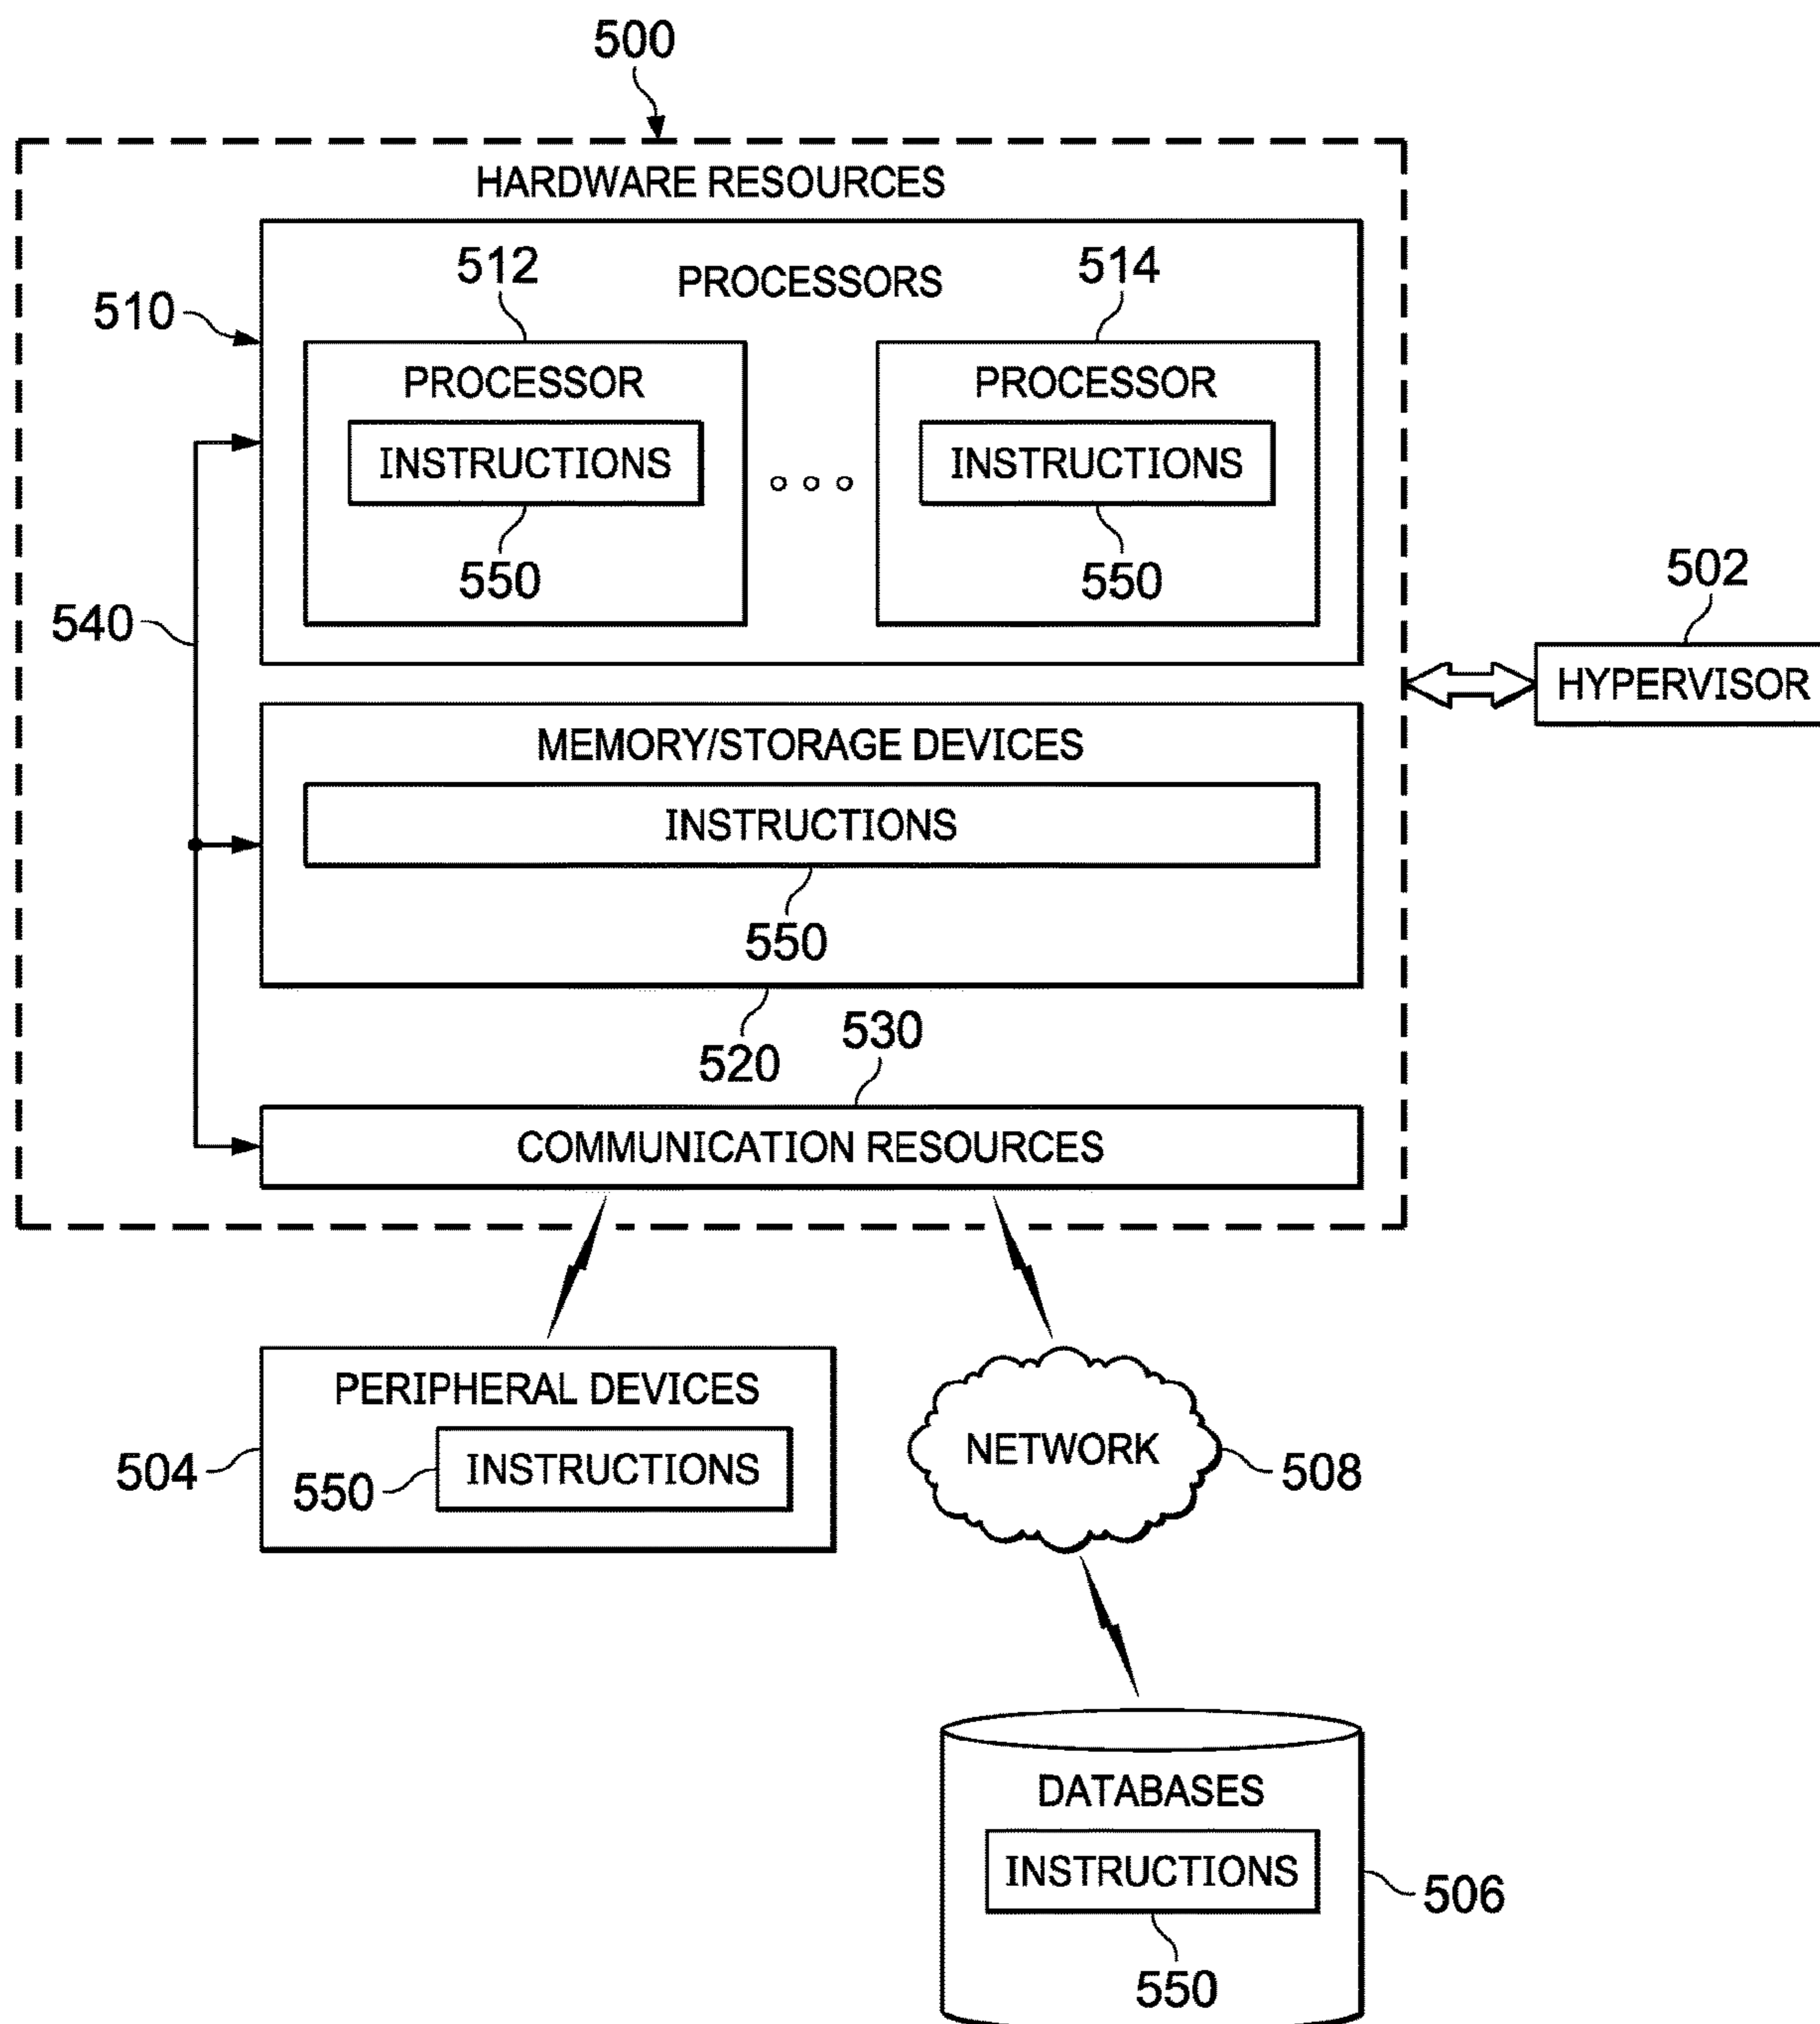 500
HARDWARE RESOURCES
512
PROCESSORS
514
510
PROCESSOR
PROCESSOR
INSTRUCTIONS
INSTRUCTIONS
550
550
540
502
HYPERVISOR
MEMORY/STORAGE DEVICES
INSTRUCTIONS
550
520
530
COMMUNICATION RESOURCES
PERIPHERAL DEVICES
504
550
INSTRUCTIONS
NETWORK
508
DATABASES
INSTRUCTIONS
506
550